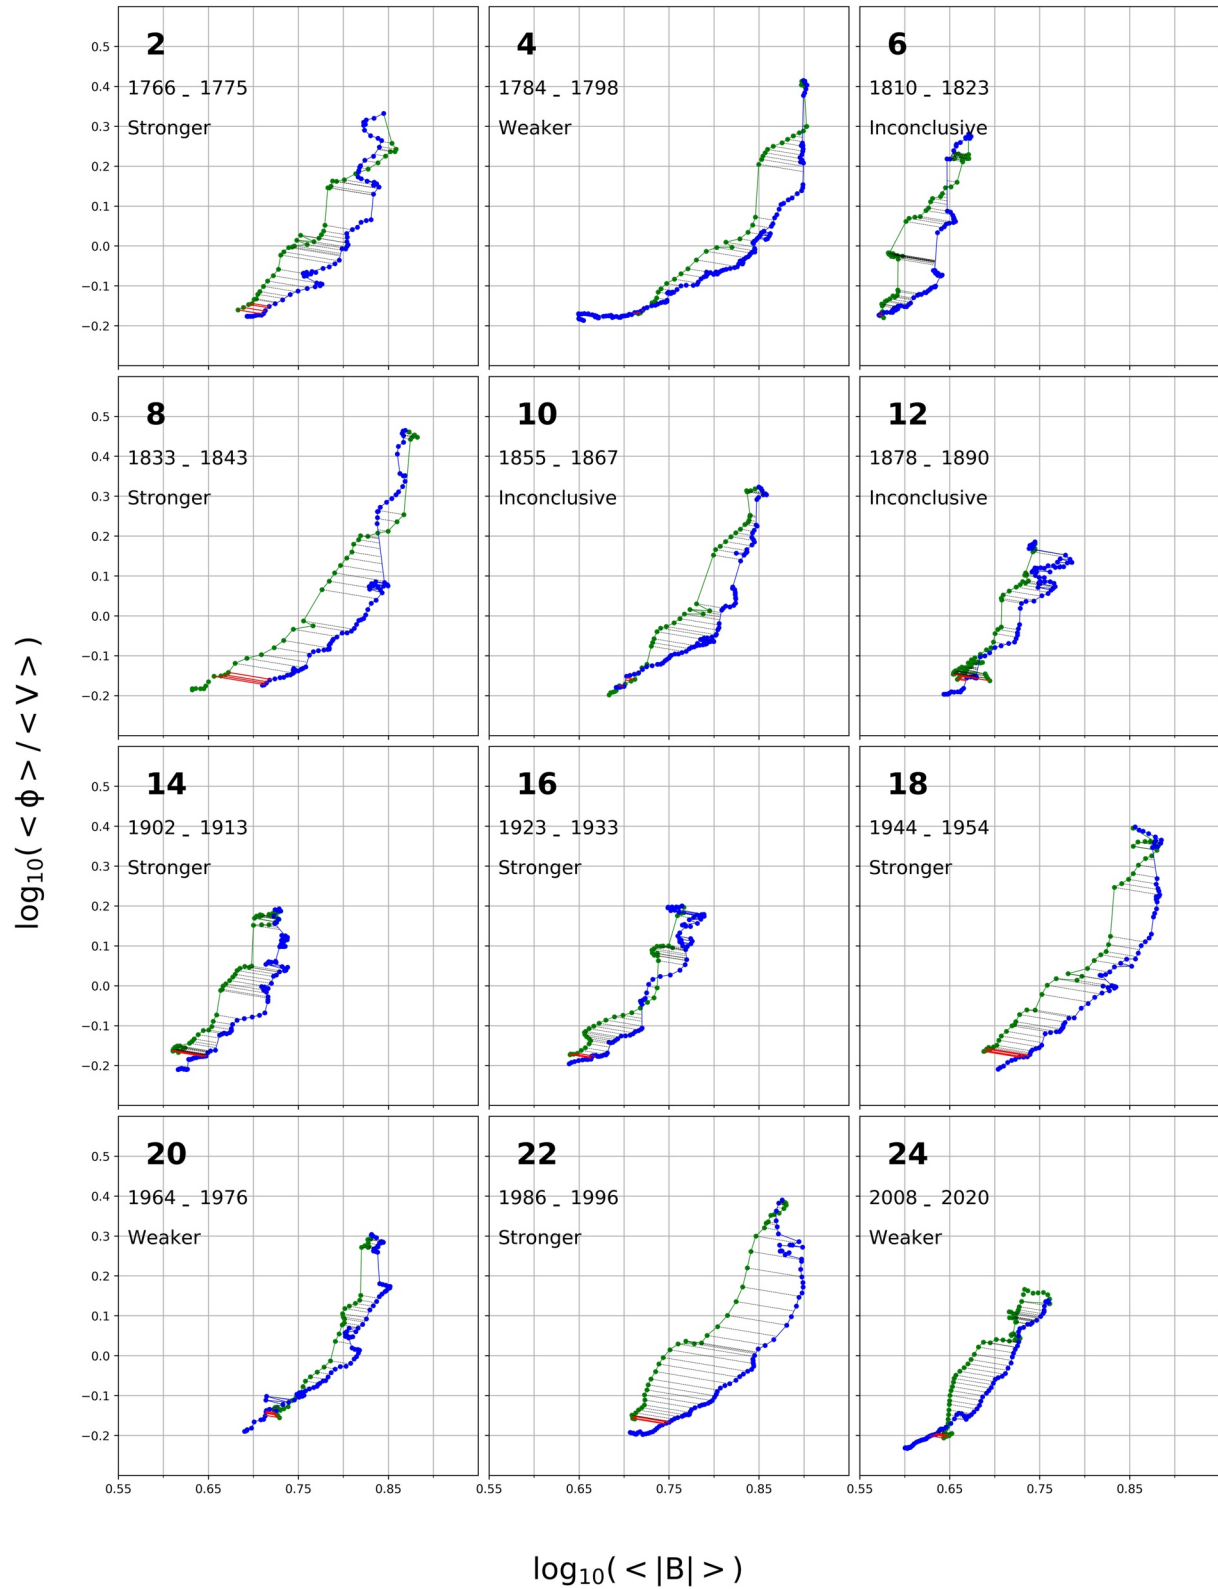 2
1766 - 1775
Stronger
4
1784 - 1798
Weaker
6
1810 - 1823
Inconclusive
0.5
0.4
0.3
0.2
0.1
0.0
−0.1
−0.2
8
1833 - 1843
Stronger
10
1855 - 1867
Inconclusive
12
1878 - 1890
Inconclusive
0.5
0.4
0.3
0.2
0.1
0.0
−0.1
−0.2
14
1902 - 1913
Stronger
16
1923 - 1933
Stronger
18
1944 - 1954
Stronger
0.5
0.4
0.3
0.2
0.1
0.0
−0.1
−0.2
20
1964 - 1976
Weaker
22
1986 - 1996
Stronger
24
2008 - 2020
Weaker
0.5
0.4
0.3
0.2
0.1
0.0
−0.1
−0.2
0.55 0.65 0.75 0.85 0.55 0.65 0.75 0.85 0.55 0.65 0.75 0.85
log₁₀( < ϕ > / < V > )
log₁₀( < |B| > )